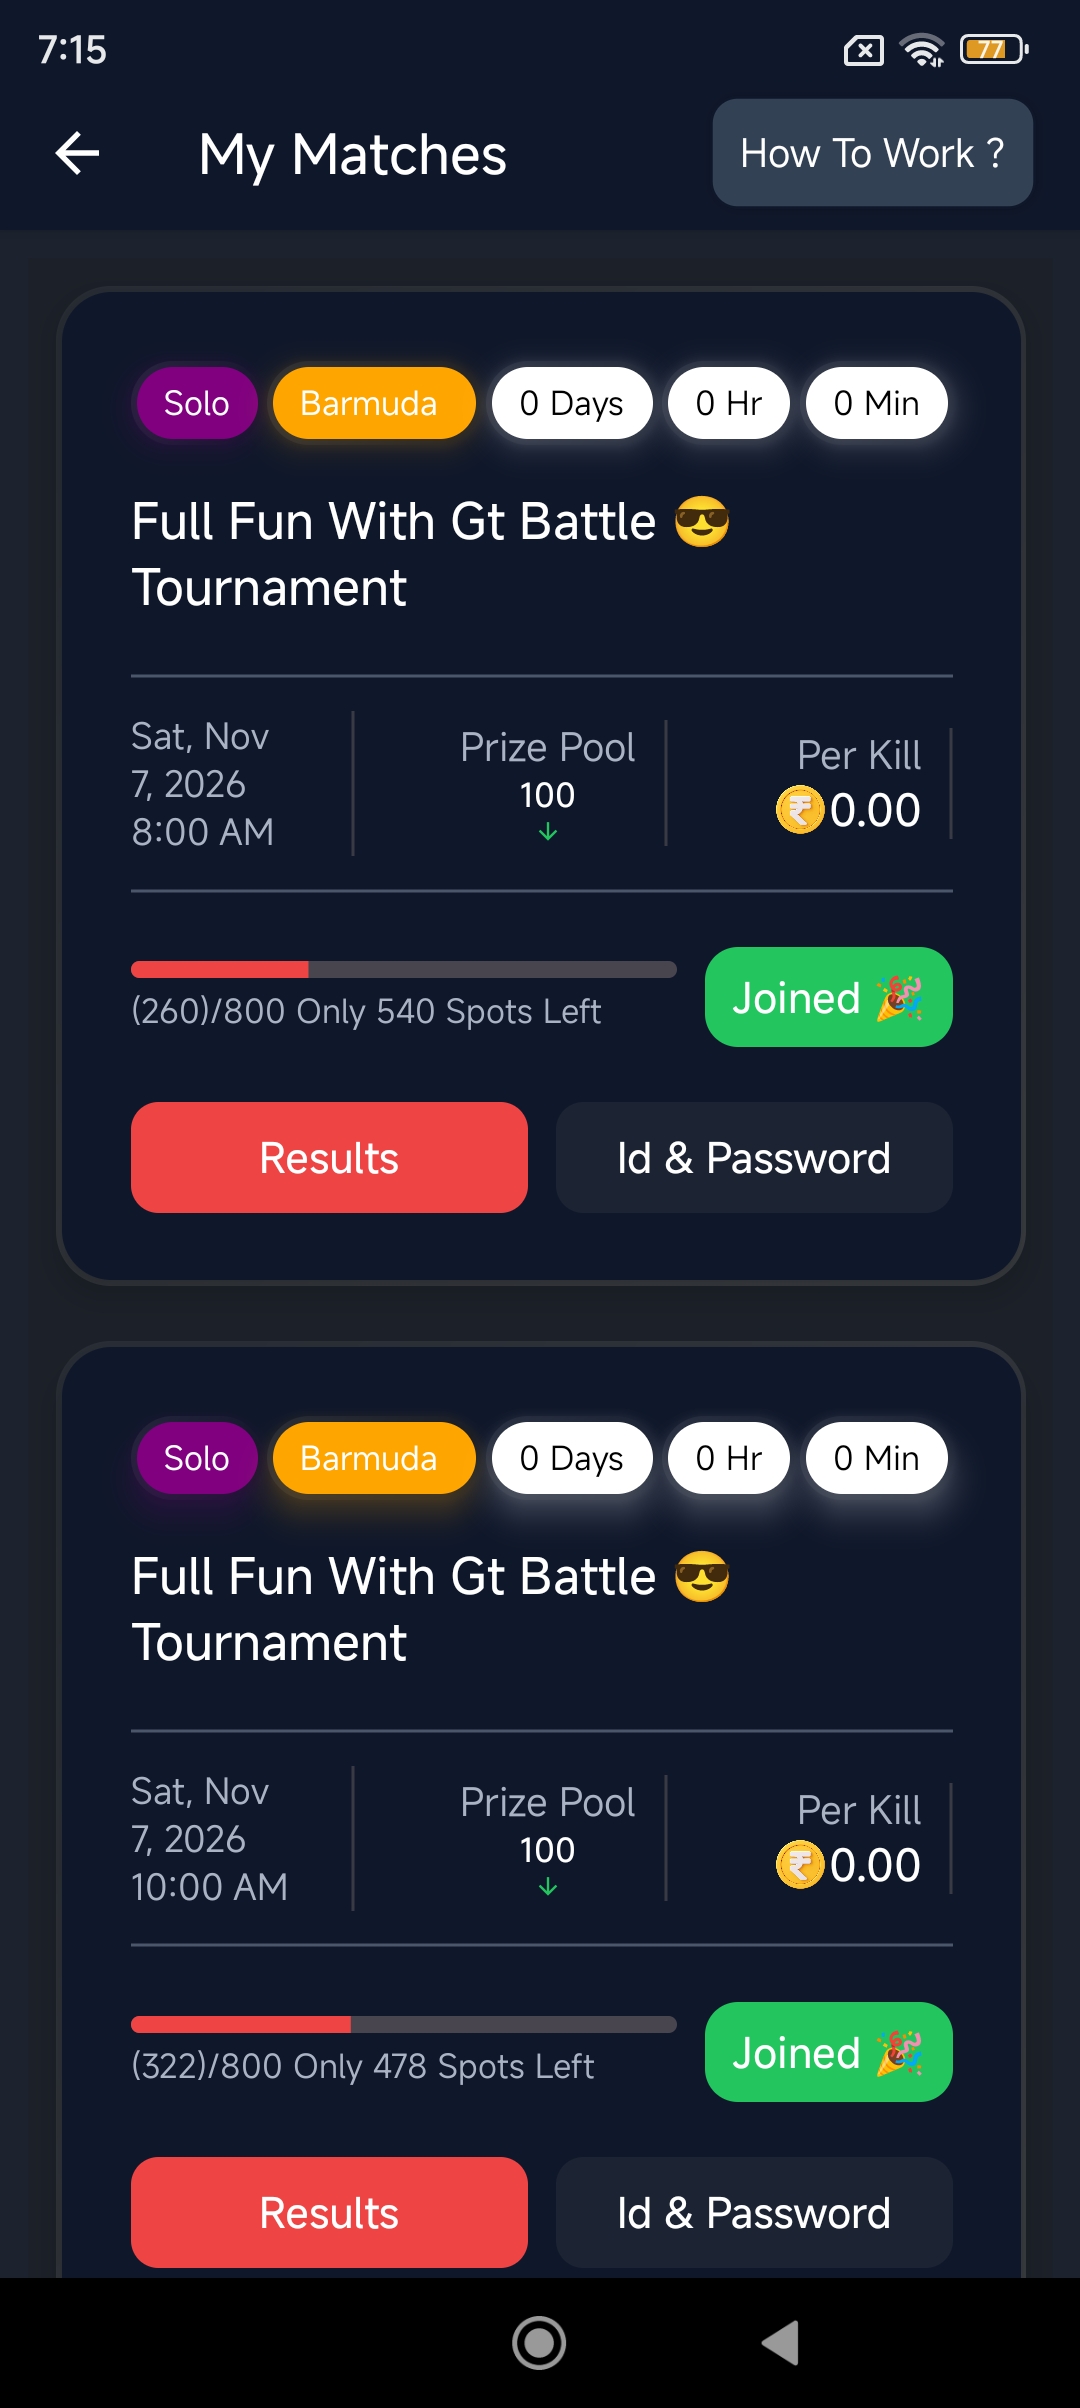 7:15
77
My Matches
How To Work ?
Solo Barmuda 0 Days 0 Hr 0 Min
Full Fun With Gt Battle 😎
Tournament
Sat, Nov
7, 2026
8:00 AM
Prize Pool
100
Per Kill
₹0.00
(260)/800 Only 540 Spots Left
Joined 🎉
Results
Id & Password
Solo Barmuda 0 Days 0 Hr 0 Min
Full Fun With Gt Battle 😎
Tournament
Sat, Nov
7, 2026
10:00 AM
Prize Pool
100
Per Kill
₹0.00
(322)/800 Only 478 Spots Left
Joined 🎉
Results
Id & Password